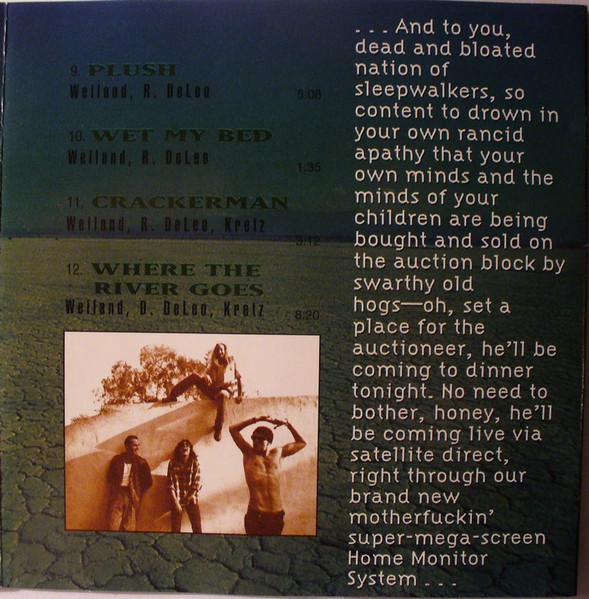 9. PLUSH
Weiland, R. DeLeo
5:08
10. WET MY BED
Weiland, R. DeLeo
1:35
11. CRACKERMAN
Weiland, R. DeLeo, Kretz
3:12
12. WHERE THE
RIVER GOES
Weiland, D. DeLeo, Kretz
8:20
. . . And to you,
dead and bloated
nation of
sleepwalkers, so
content to drown in
your own rancid
apathy that your
own minds and the
minds of your
children are being
bought and sold on
the auction block by
swarthy old
hogs—oh, set a
place for the
auctioneer, he'll be
coming to dinner
tonight. No need to
bother, honey, he'll
be coming live via
satellite direct,
right through our
brand new
motherfuckin'
super-mega-screen
Home Monitor
System . . .